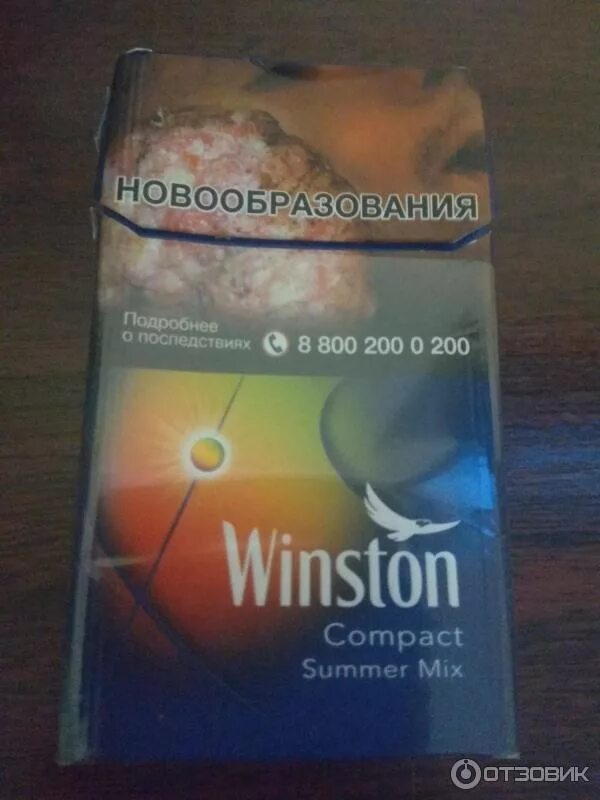 НОВООБРАЗОВАНИЯ
Подробнее
о последствиях 8 800 200 0 200
Winston
Compact
Summer Mix
ОТЗОВИК